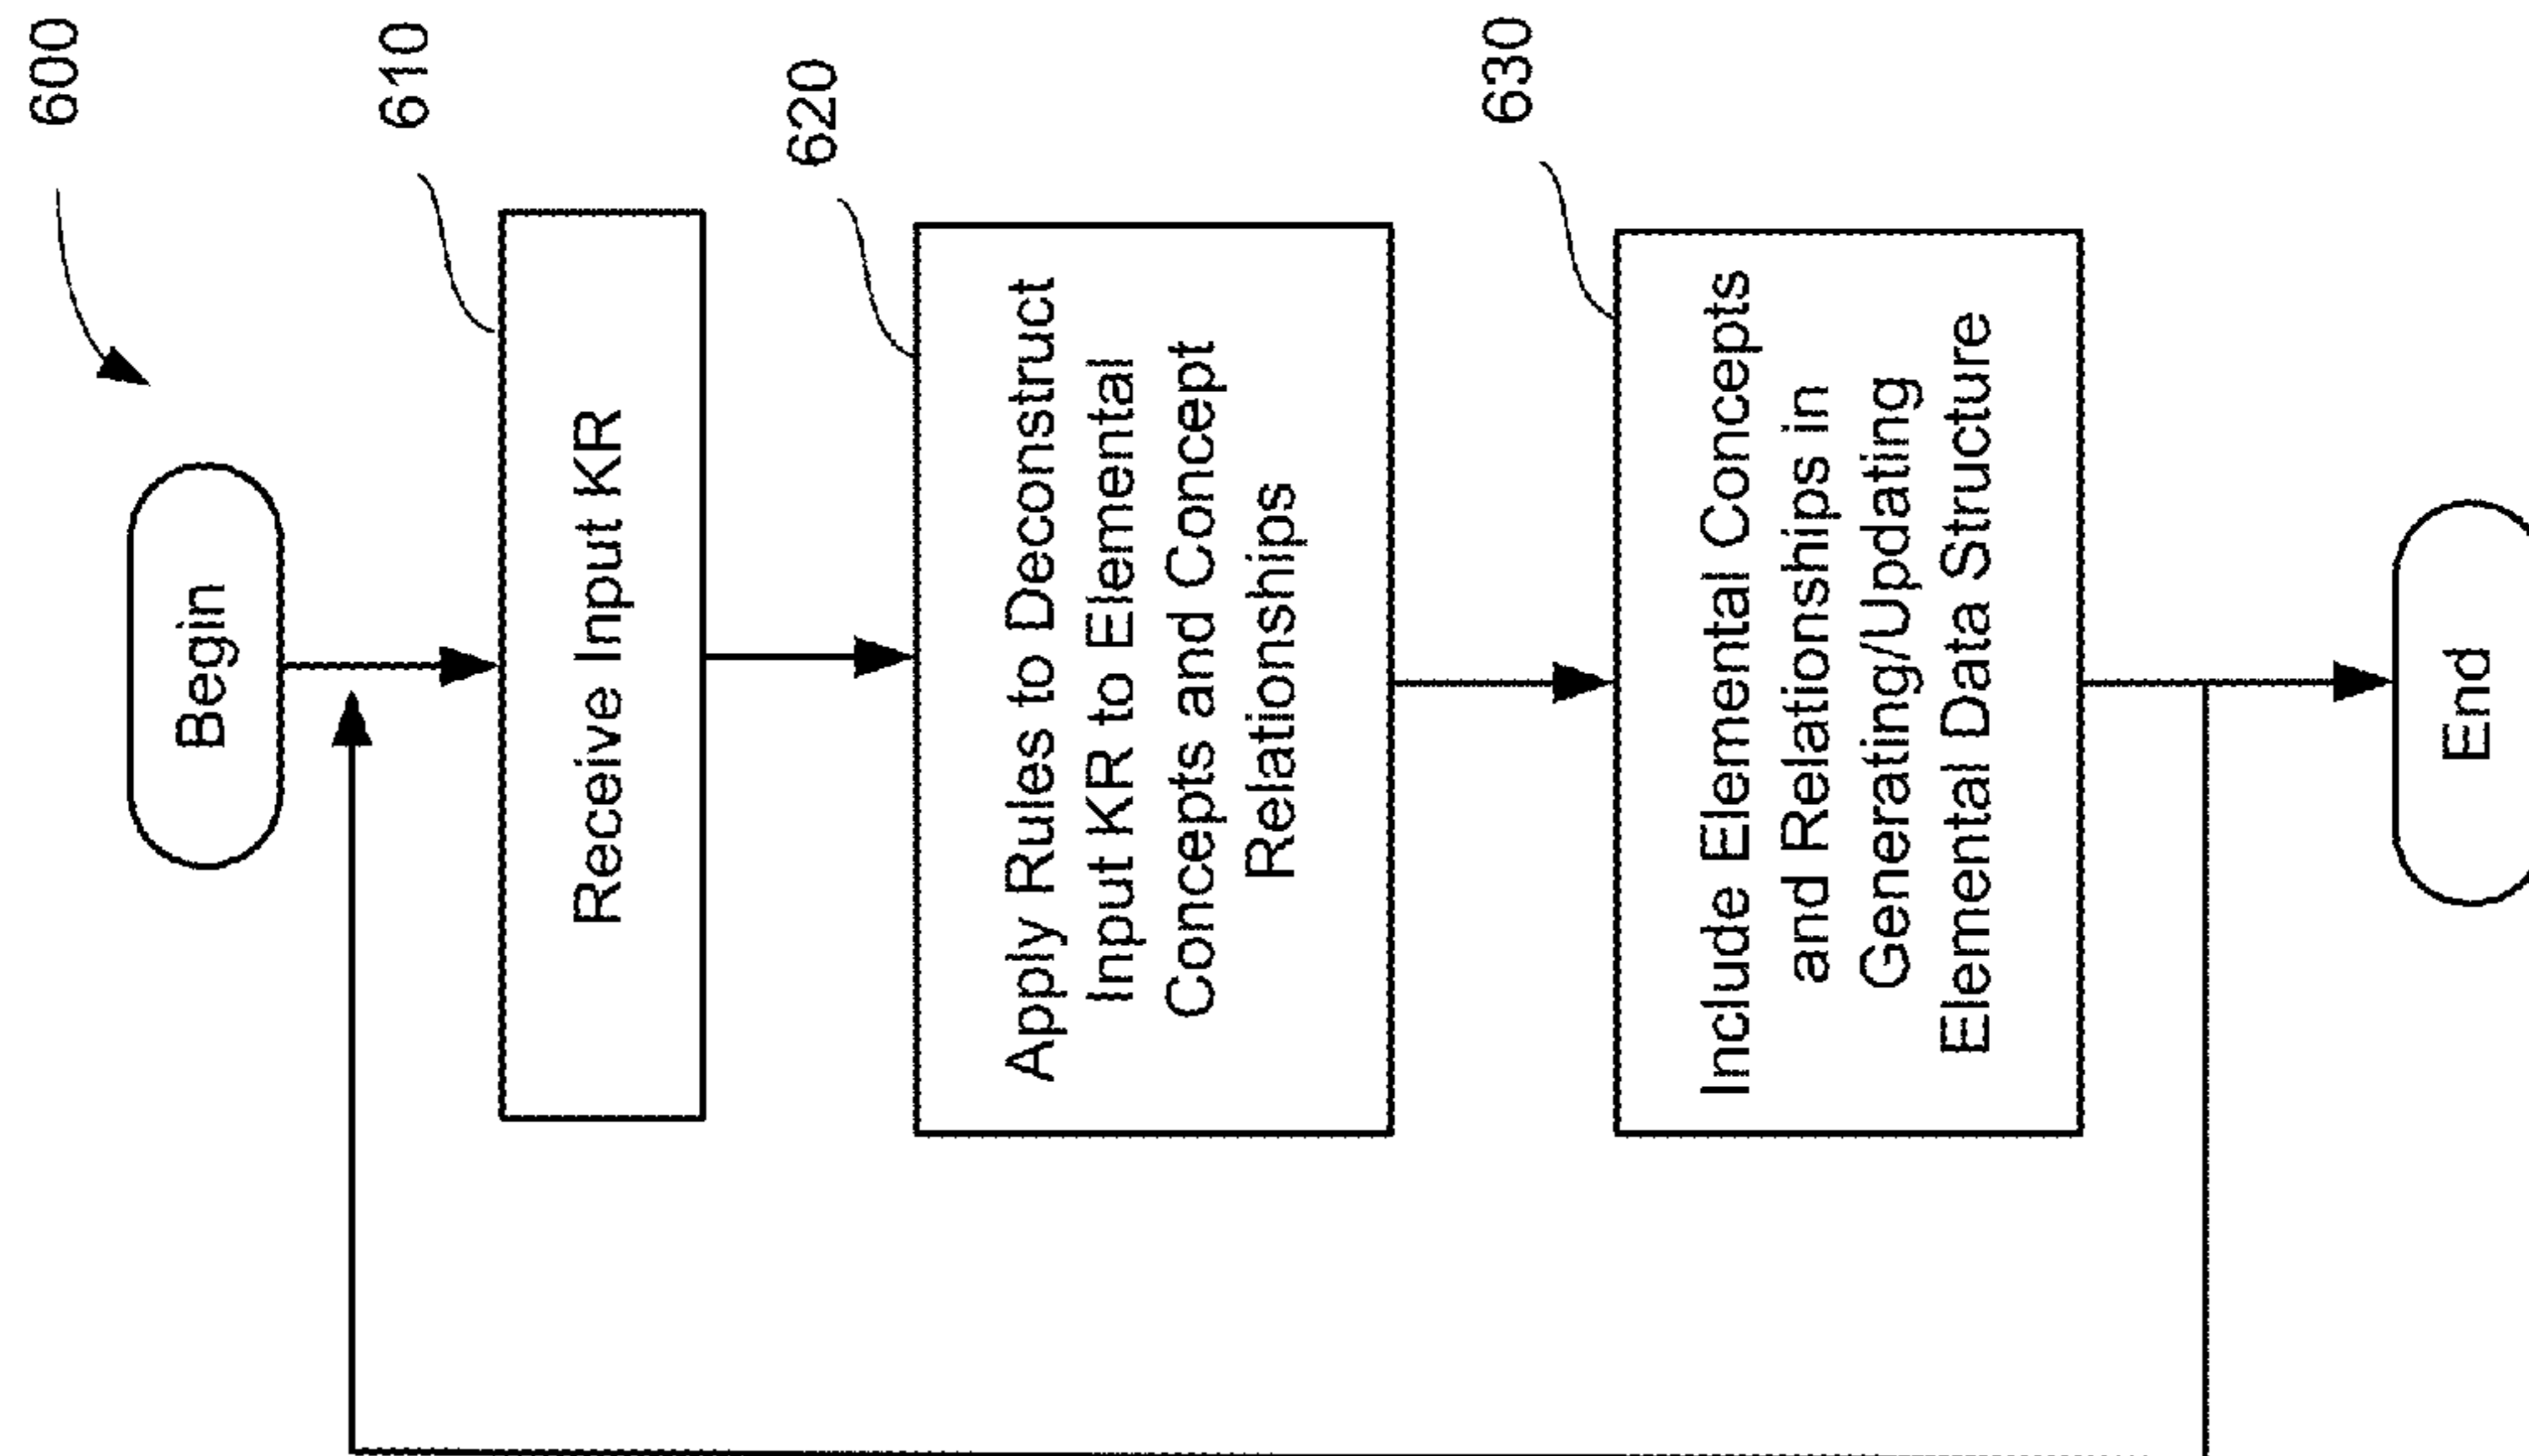 600
Begin
610
Receive Input KR
620
Apply Rules to Deconstruct
Input KR to Elemental
Concepts and Concept
Relationships
630
Include Elemental Concepts
and Relationships in
Generating/Updating
Elemental Data Structure
End